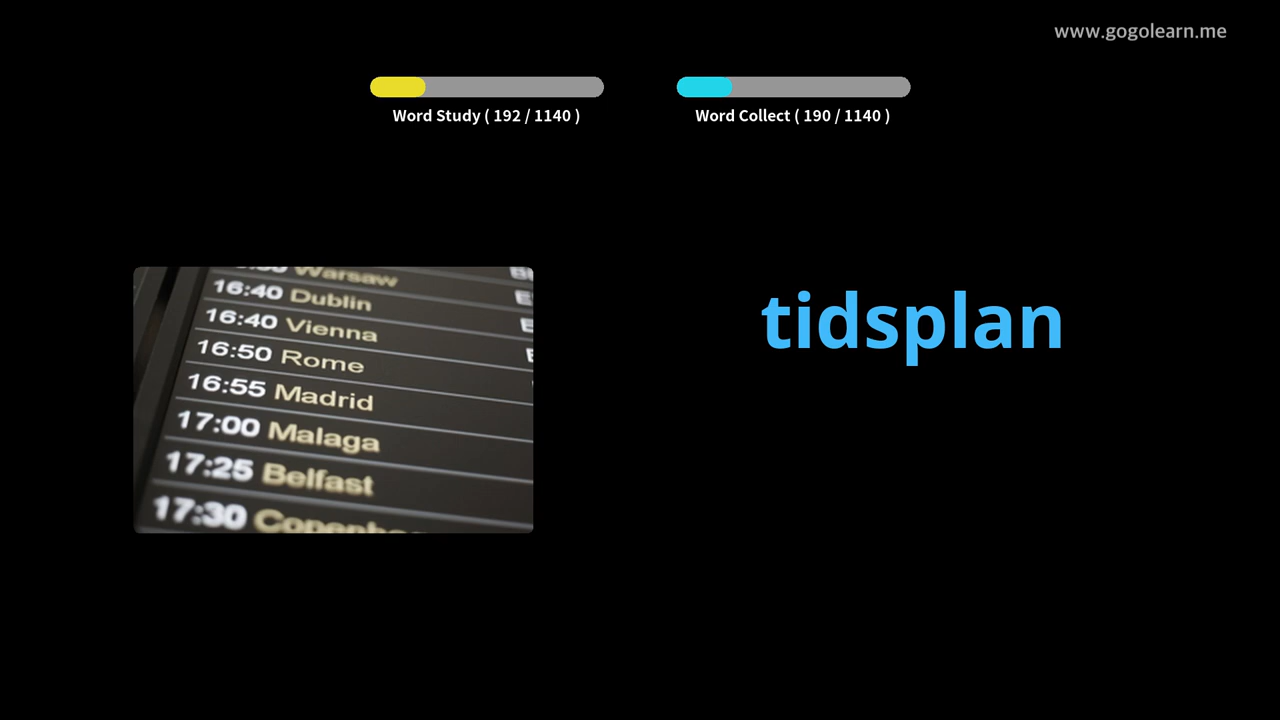 www.gogolearn.me
Word Study ( 192 / 1140 )
Word Collect ( 190 / 1140 )
Warsaw
16:40 Dublin
16:40 Vienna
16:50 Rome
16:55 Madrid
17:00 Malaga
17:25 Belfast
17:30
tidsplan